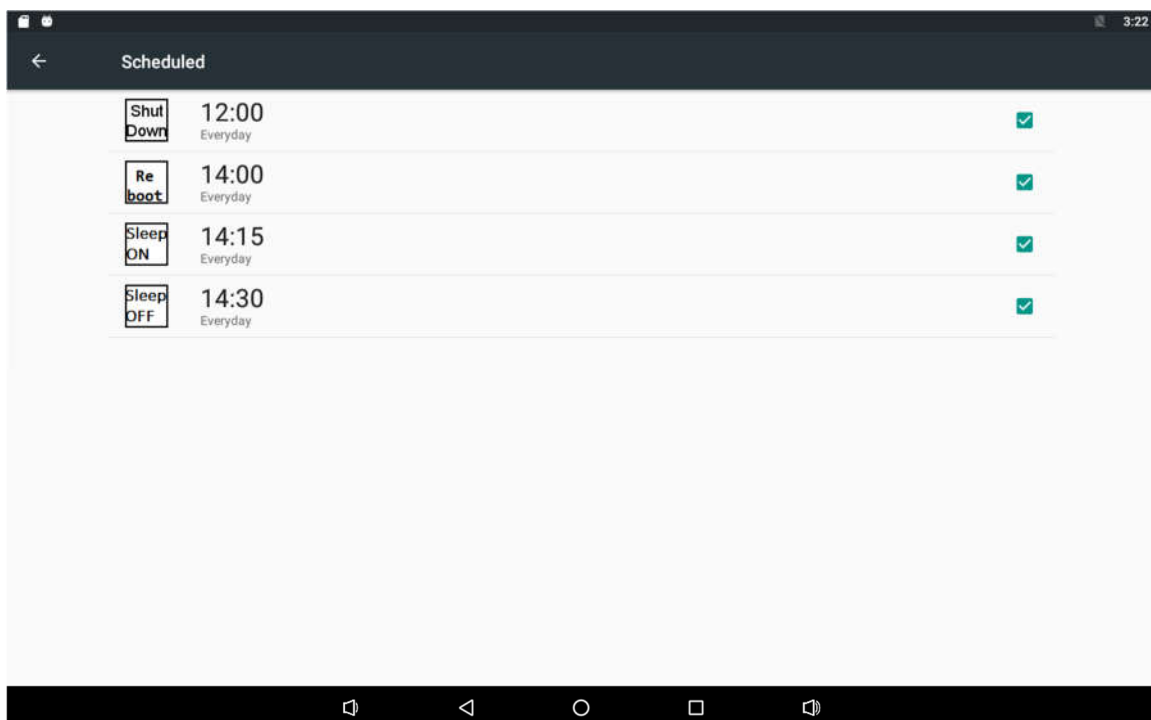 3:22
Scheduled
Shut
Down
12:00
Everyday
Re
boot
14:00
Everyday
Sleep
ON
14:15
Everyday
Sleep
OFF
14:30
Everyday